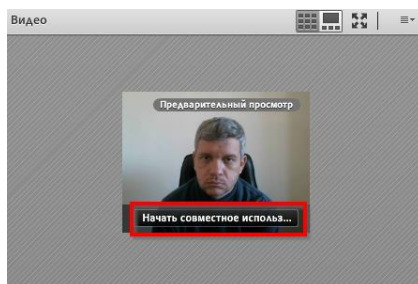 Видео
Предварительный просмотр
Начать совместное использ...